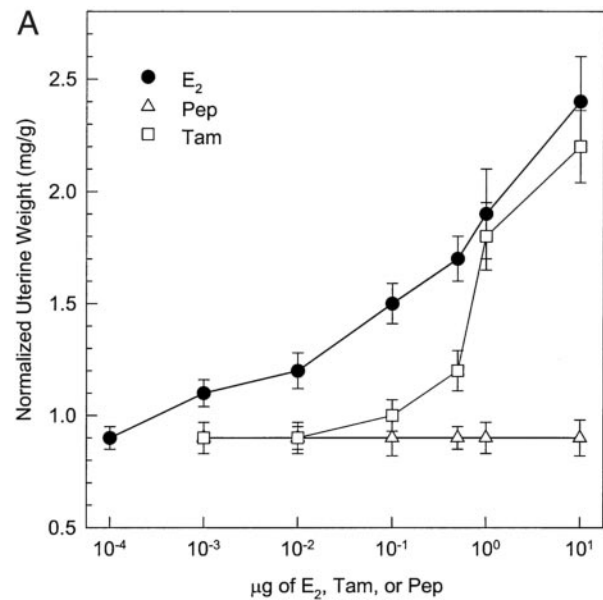 A
E₂
Pep
Tam
Normalized Uterine Weight (mg/g)
2.5
2.0
1.5
1.0
0.5
10⁻⁴ 10⁻³ 10⁻² 10⁻¹ 10⁰ 10¹
μg of E₂, Tam, or Pep